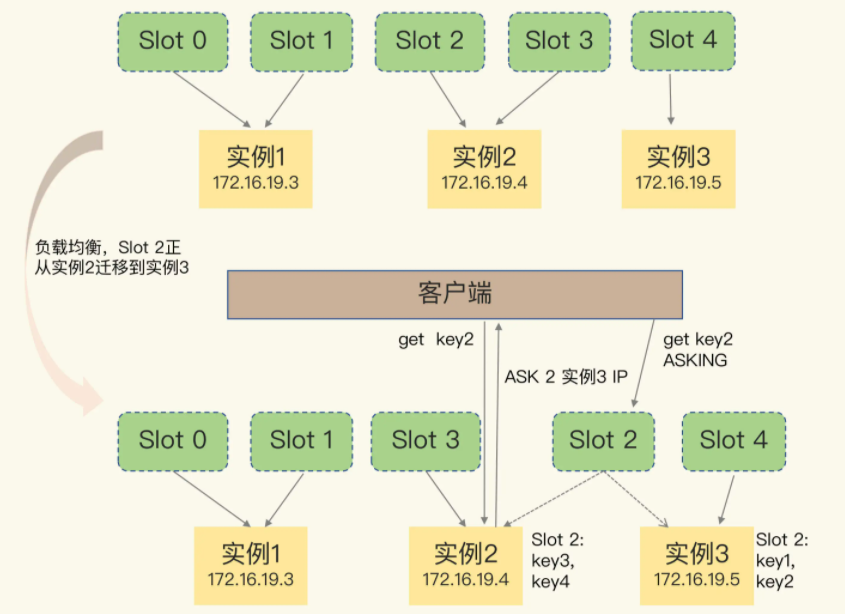 Slot 0
Slot 1
Slot 2
Slot 3
Slot 4
实例1
172.16.19.3
实例2
172.16.19.4
实例3
172.16.19.5
负载均衡，Slot 2正
从实例2迁移到实例3
客户端
get key2
ASK 2 实例3 IP
get key2
ASKING
Slot 0
Slot 1
Slot 3
Slot 2
Slot 4
实例1
172.16.19.3
实例2
172.16.19.4
Slot 2:
key3,
key4
实例3
172.16.19.5
Slot 2:
key1,
key2